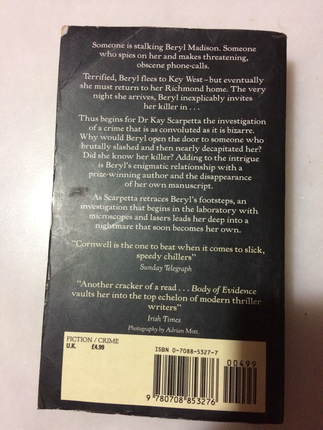 Someone is stalking Beryl Madison. Someone
who spies on her and makes threatening,
obscene phone-calls.
Terrified, Beryl flees to Key West – but eventually
she must return to her Richmond home. The very
night she arrives, Beryl inexplicably invites
her killer in . . .
Thus begins for Dr Kay Scarpetta the investigation
of a crime that is as convoluted as it is bizarre.
Why would Beryl open the door to someone who
brutally slashed and then nearly decapitated her?
Did she know her killer? Adding to the intrigue
is Beryl's enigmatic relationship with a
prize-winning author and the disappearance
of her own manuscript.
As Scarpetta retraces Beryl's footsteps, an
investigation that begins in the laboratory with
microscopes and lasers leads her deep into a
nightmare that soon becomes her own.
"Cornwell is the one to beat when it comes to slick,
speedy chillers"
Sunday Telegraph
"Another cracker of a read . . . Body of Evidence
vaults her into the top echelon of modern thriller
writers"
Irish Times
Photography by Adrian Mott.
FICTION / CRIME
U.K. £4.99
ISBN 0-7088-5327-7
00499
9 780708 853276